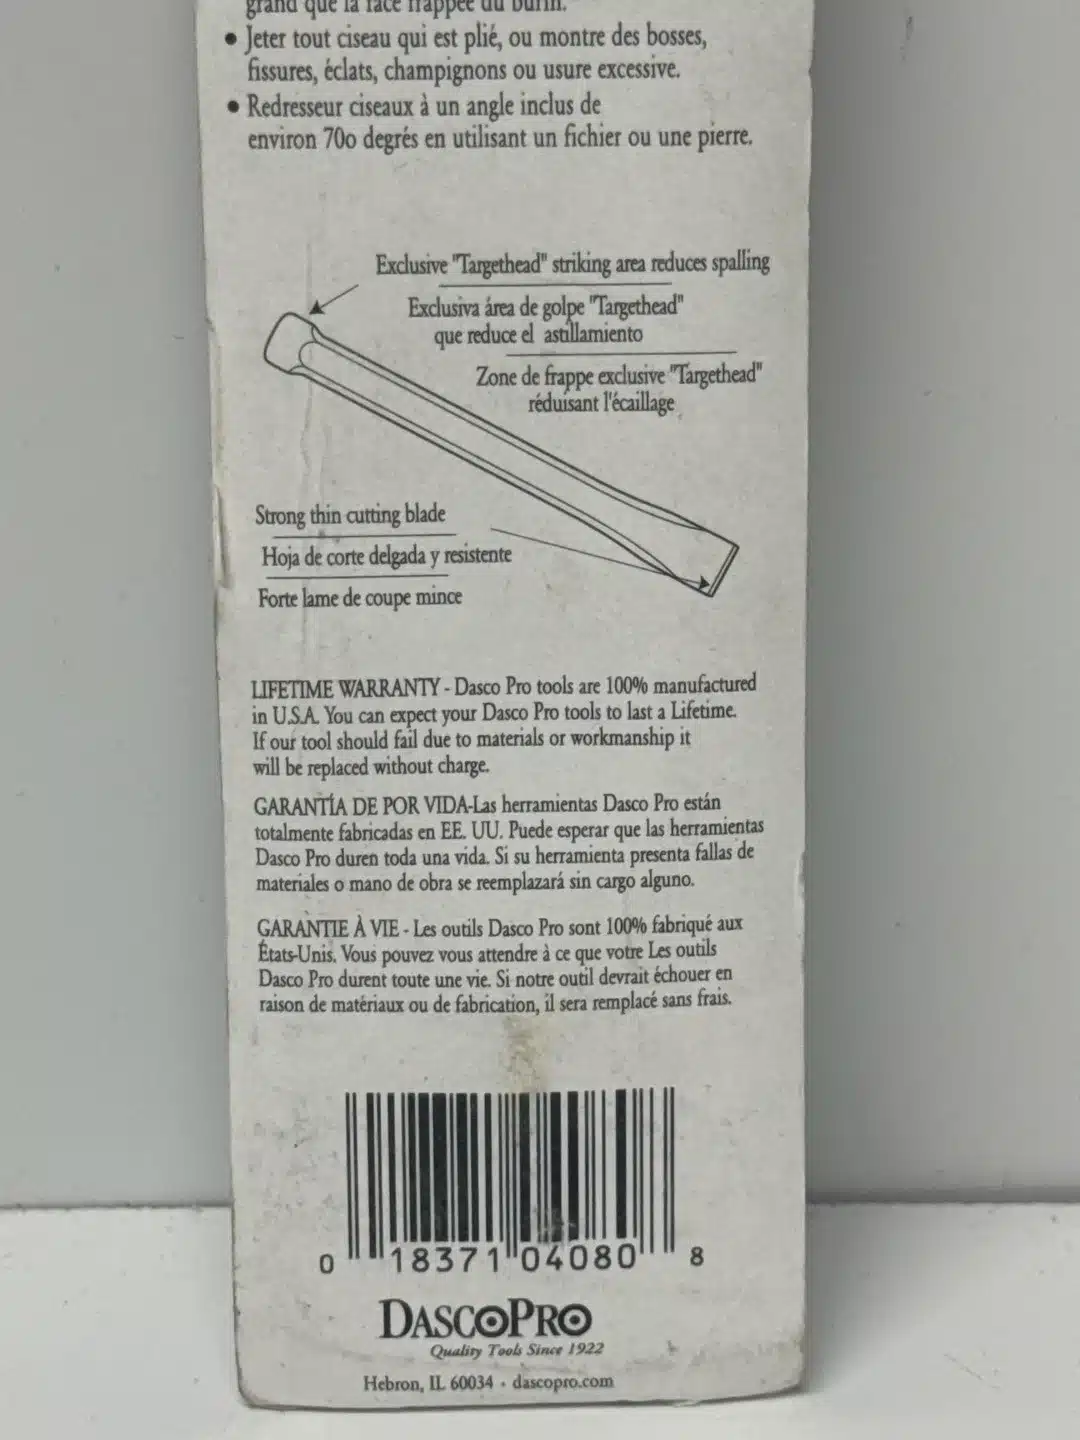 grand que la face frappée du burin.
• Jeter tout ciseau qui est plié, ou montre des bosses,
fissures, éclats, champignons ou usure excessive.
• Redresseur ciseaux à un angle inclus de
environ 70o degrés en utilisant un fichier ou une pierre.
Exclusive "Targethead" striking area reduces spalling
Exclusiva área de golpe "Targethead"
que reduce el astillamiento
Zone de frappe exclusive "Targethead"
réduisant l'écaillage
Strong thin cutting blade
Hoja de corte delgada y resistente
Forte lame de coupe mince
LIFETIME WARRANTY - Dasco Pro tools are 100% manufactured
in U.S.A. You can expect your Dasco Pro tools to last a Lifetime.
If our tool should fail due to materials or workmanship it
will be replaced without charge.
GARANTÍA DE POR VIDA-Las herramientas Dasco Pro están
totalmente fabricadas en EE. UU. Puede esperar que las herramientas
Dasco Pro duren toda una vida. Si su herramienta presenta fallas de
materiales o mano de obra se reemplazará sin cargo alguno.
GARANTIE À VIE - Les outils Dasco Pro sont 100% fabriqué aux
États-Unis. Vous pouvez vous attendre à ce que votre Les outils
Dasco Pro durent toute une vie. Si notre outil devrait échouer en
raison de matériaux ou de fabrication, il sera remplacé sans frais.
0 18371 04080 8
DASCOPRO
Quality Tools Since 1922
Hebron, IL 60034 • dascopro.com